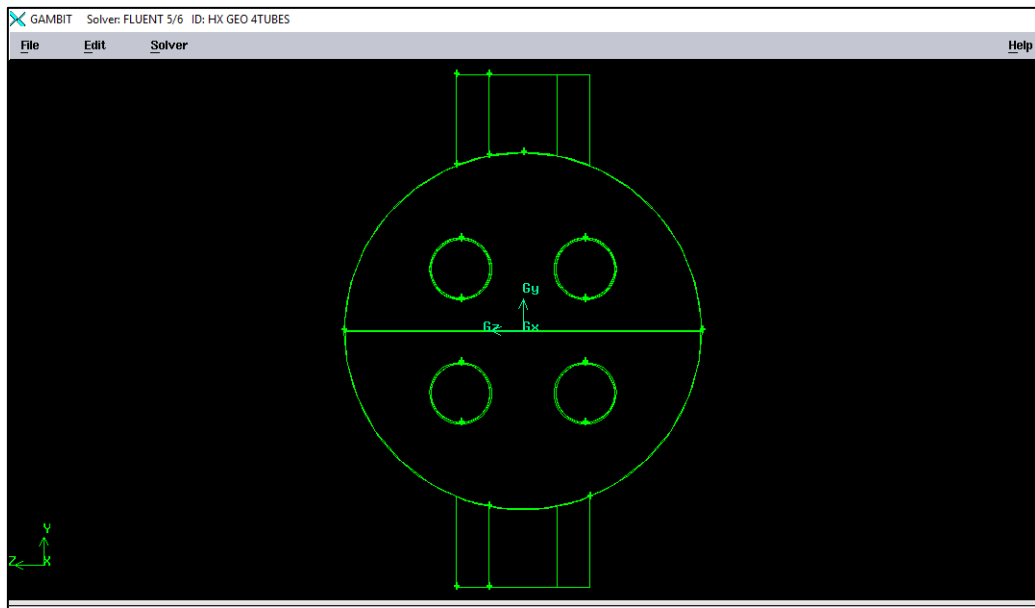 GAMBIT Solver: FLUENT 5/6 ID: HX GEO 4TUBES
File Edit Solver Help
Gy
Gz Gx
Y
Z X